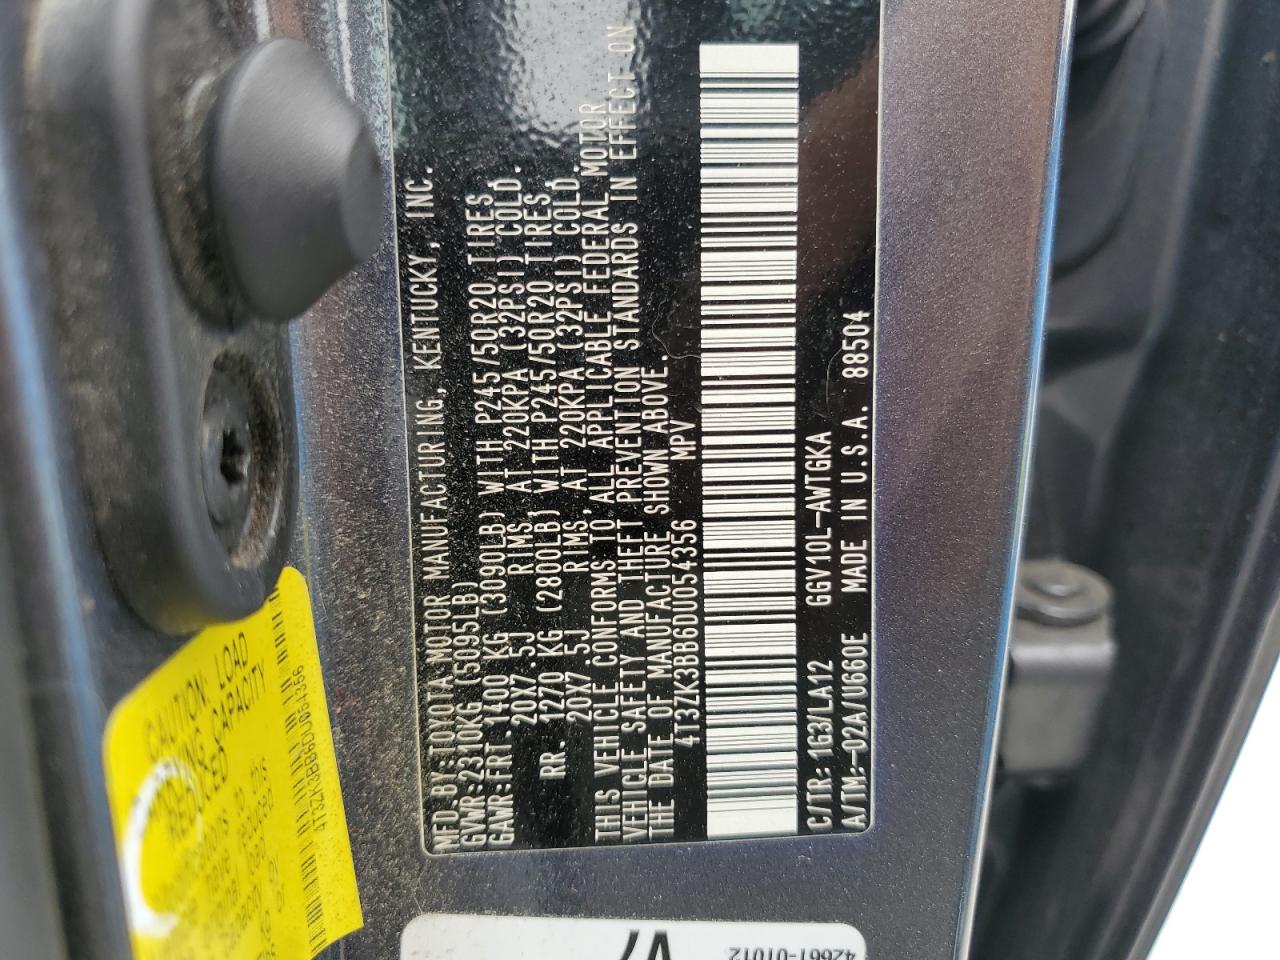 MFD.BY:TOYOTA MOTOR MANUFACTURING, KENTUCKY,INC.
GVWR:2310KG (5095LB)
GAWR:FRT.1400 KG (3090LB) WITH P245/50R20 TIRES,
20X7.5J RIMS, AT 220KPA (32PSI) COLD.
RR. 1270 KG (2800LB) WITH P245/50R20 TIRES,
20X7.5J RIMS, AT 220KPA (32PSI) COLD.
THIS VEHICLE CONFORMS TO ALL APPLICABLE FEDERAL MOTOR
VEHICLE SAFETY AND THEFT PREVENTION STANDARDS IN EFFECT ON
THE DATE OF MANUFACTURE SHOWN ABOVE.
4T3ZK3BB6DU054356 MPV
C/TR:1G3/LA12 GGV10L-AWTGKA
A/TM:-02A/U660E MADE IN U.S.A. 88504
CAUTION: LOAD
CARRYING CAPACITY
REDUCED
4T3ZK3BB6DU054356
42661-01012